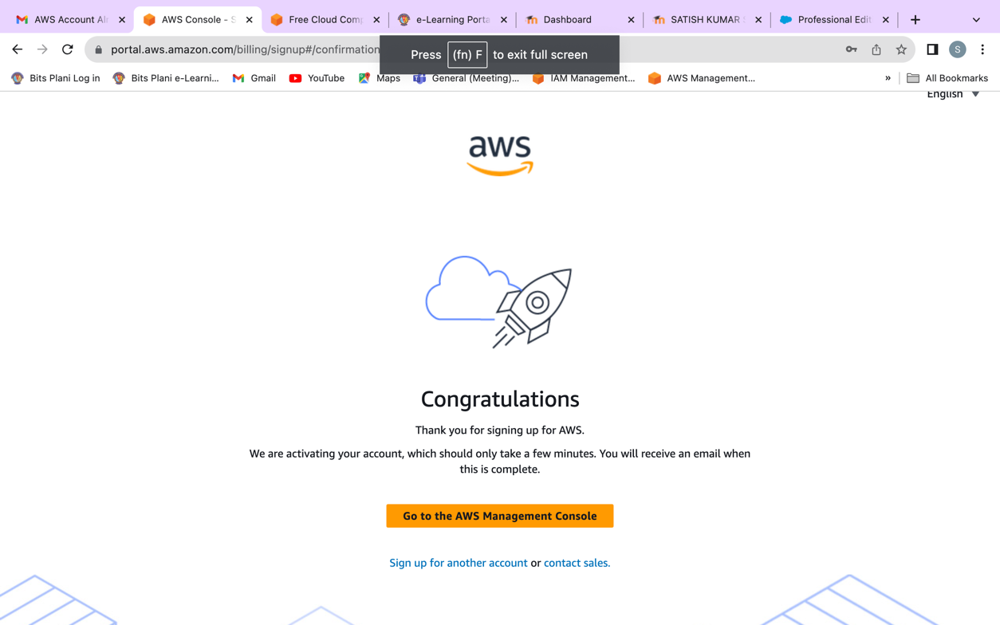 AWS Account Al
AWS Console - S
Free Cloud Comp
e-Learning Porta
Dashboard
SATISH KUMAR S
Professional Edit
portal.aws.amazon.com/billing/signup#/confirmation
Press (fn) F to exit full screen
S
Bits Plani Log in
Bits Plani e-Learni...
Gmail
YouTube
Maps
General (Meeting)...
IAM Management...
AWS Management...
»
All Bookmarks
English
aws
Congratulations
Thank you for signing up for AWS.
We are activating your account, which should only take a few minutes. You will receive an email when
this is complete.
Go to the AWS Management Console
Sign up for another account or contact sales.